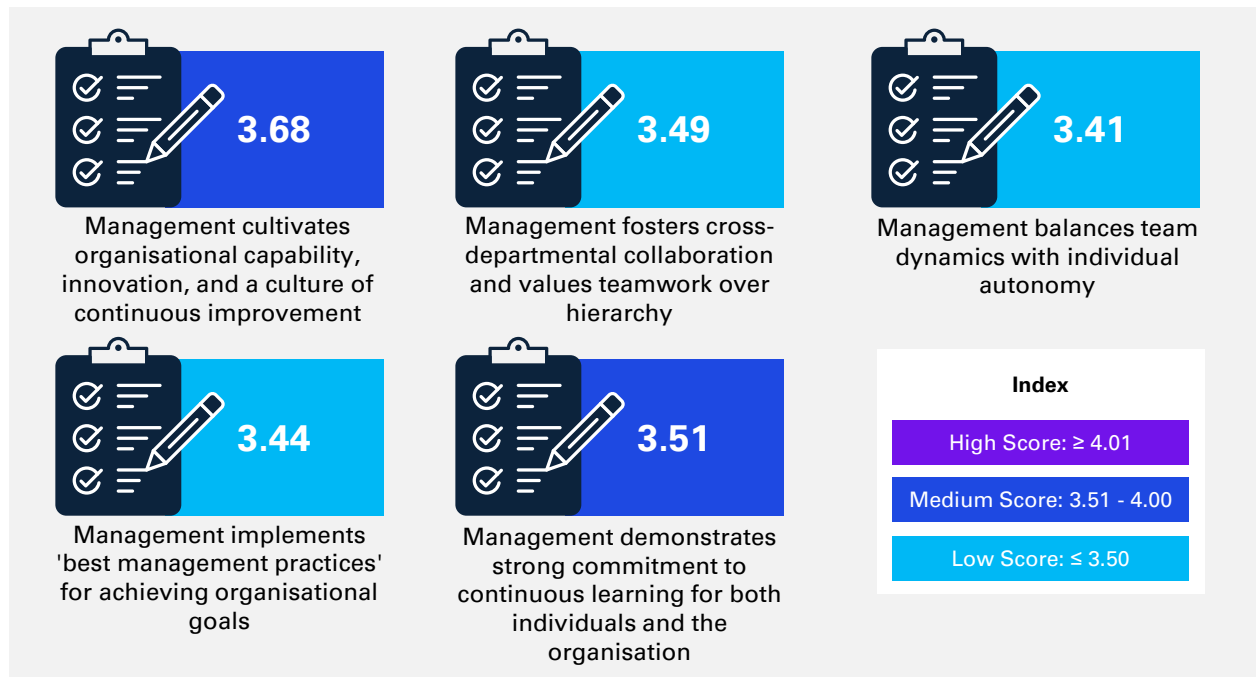 3.68
Management cultivates
organisational capability,
innovation, and a culture of
continuous improvement
3.49
Management fosters cross-
departmental collaboration
and values teamwork over
hierarchy
3.41
Management balances team
dynamics with individual
autonomy
3.44
Management implements
'best management practices'
for achieving organisational
goals
3.51
Management demonstrates
strong commitment to
continuous learning for both
individuals and the
organisation
Index
High Score: ≥ 4.01
Medium Score: 3.51 - 4.00
Low Score: ≤ 3.50